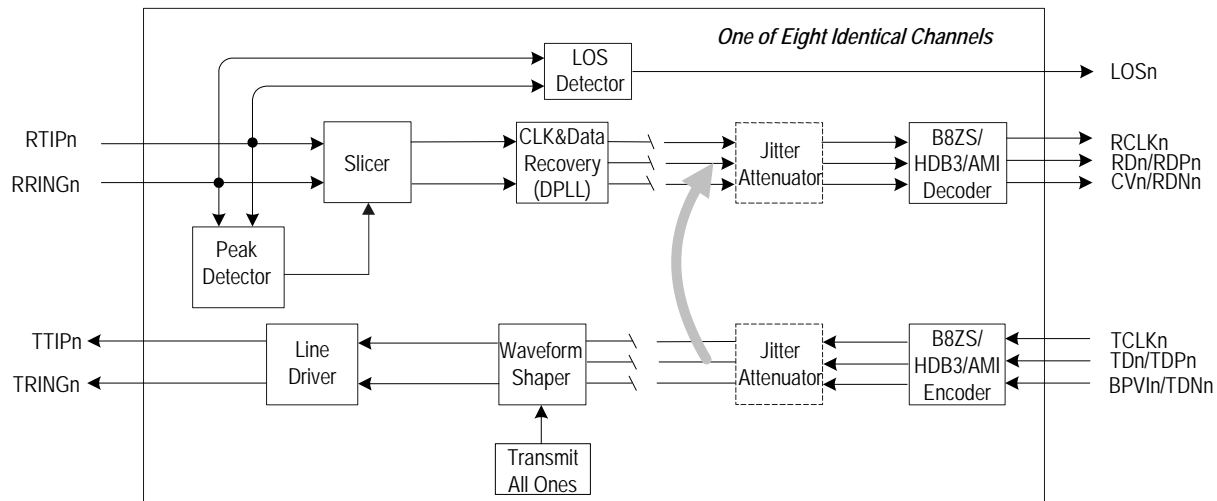 One of Eight Identical Channels
LOS
Detector
LOSn
RTIPn
RRINGn
Slicer
CLK&Data
Recovery
(DPLL)
Jitter
Attenuator
B8ZS/
HDB3/AMI
Decoder
RCLKn
RDn/RDPn
CVn/RDNn
Peak
Detector
TTIPn
TRINGn
Line
Driver
Waveform
Shaper
Jitter
Attenuator
B8ZS/
HDB3/AMI
Encoder
TCLKn
TDn/TDPn
BPVIn/TDNn
Transmit
All Ones